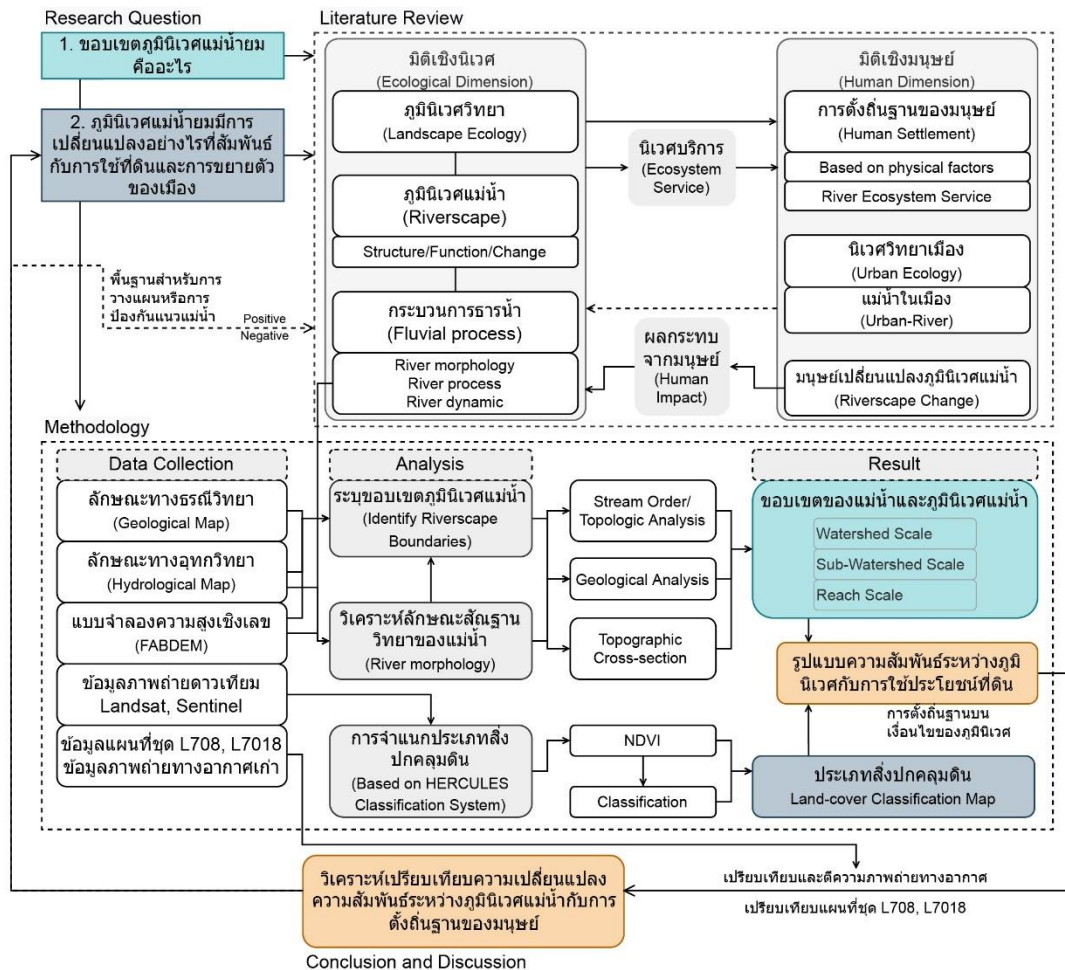 Research Question
1. ขอบเขตภูมินิเวศแม่น้ำยม
คืออะไร
2. ภูมินิเวศแม่น้ำยมมีการ
เปลี่ยนแปลงอย่างไรที่สัมพันธ์
กับการใช้ที่ดินและการขยายตัว
ของเมือง
พื้นฐานสำหรับการ
วางแผนหรือการ
ป้องกันแนวแม่น้ำ
Positive
Negative
Literature Review
มิติเชิงนิเวศ
(Ecological Dimension)
ภูมินิเวศวิทยา
(Landscape Ecology)
ภูมินิเวศแม่น้ำ
(Riverscape)
Structure/Function/Change
กระบวนการธารน้ำ
(Fluvial process)
River morphology
River process
River dynamic
นิเวศบริการ
(Ecosystem
Service)
ผลกระทบ
จากมนุษย์
(Human
Impact)
มิติเชิงมนุษย์
(Human Dimension)
การตั้งถิ่นฐานของมนุษย์
(Human Settlement)
Based on physical factors
River Ecosystem Service
นิเวศวิทยาเมือง
(Urban Ecology)
แม่น้ำในเมือง
(Urban-River)
มนุษย์เปลี่ยนแปลงภูมินิเวศแม่น้ำ
(Riverscape Change)
Methodology
Data Collection
ลักษณะทางธรณีวิทยา
(Geological Map)
ลักษณะทางอุทกวิทยา
(Hydrological Map)
แบบจำลองความสูงเชิงเลข
(FABDEM)
ข้อมูลภาพถ่ายดาวเทียม
Landsat, Sentinel
ข้อมูลแผนที่ชุด L708, L7018
ข้อมูลภาพถ่ายทางอากาศเก่า
Analysis
ระบุขอบเขตภูมินิเวศแม่น้ำ
(Identify Riverscape
Boundaries)
วิเคราะห์ลักษณะสัณฐาน
วิทยาของแม่น้ำ
(River morphology)
การจำแนกประเภทสิ่ง
ปกคลุมดิน
(Based on HERCULES
Classification System)
Stream Order/
Topologic Analysis
Geological Analysis
Topographic
Cross-section
NDVI
Classification
Result
ขอบเขตของแม่น้ำและภูมินิเวศแม่น้ำ
Watershed Scale
Sub-Watershed Scale
Reach Scale
รูปแบบความสัมพันธ์ระหว่างภูมิ
นิเวศกับการใช้ประโยชน์ที่ดิน
การตั้งถิ่นฐานบน
เงื่อนไขของภูมินิเวศ
ประเภทสิ่งปกคลุมดิน
Land-cover Classification Map
วิเคราะห์เปรียบเทียบความเปลี่ยนแปลง
ความสัมพันธ์ระหว่างภูมินิเวศแม่น้ำกับการ
ตั้งถิ่นฐานของมนุษย์
เปรียบเทียบและตีความภาพถ่ายทางอากาศ
เปรียบเทียบแผนที่ชุด L708, L7018
Conclusion and Discussion